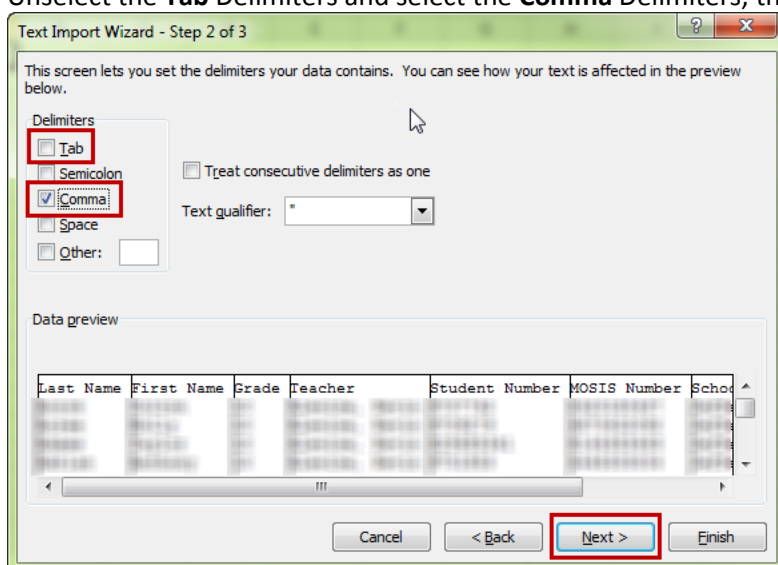 Unselect the Tab Delimiters and select the Comma Delimiters, th
Text Import Wizard - Step 2 of 3
This screen lets you set the delimiters your data contains. You can see how your text is affected in the preview
below.
Delimiters
Tab
Semicolon
Comma
Space
Other:
Treat consecutive delimiters as one
Text qualifier: "
Data preview
Last Name First Name Grade Teacher Student Number MOSIS Number Schoo
Cancel < Back Next > Finish